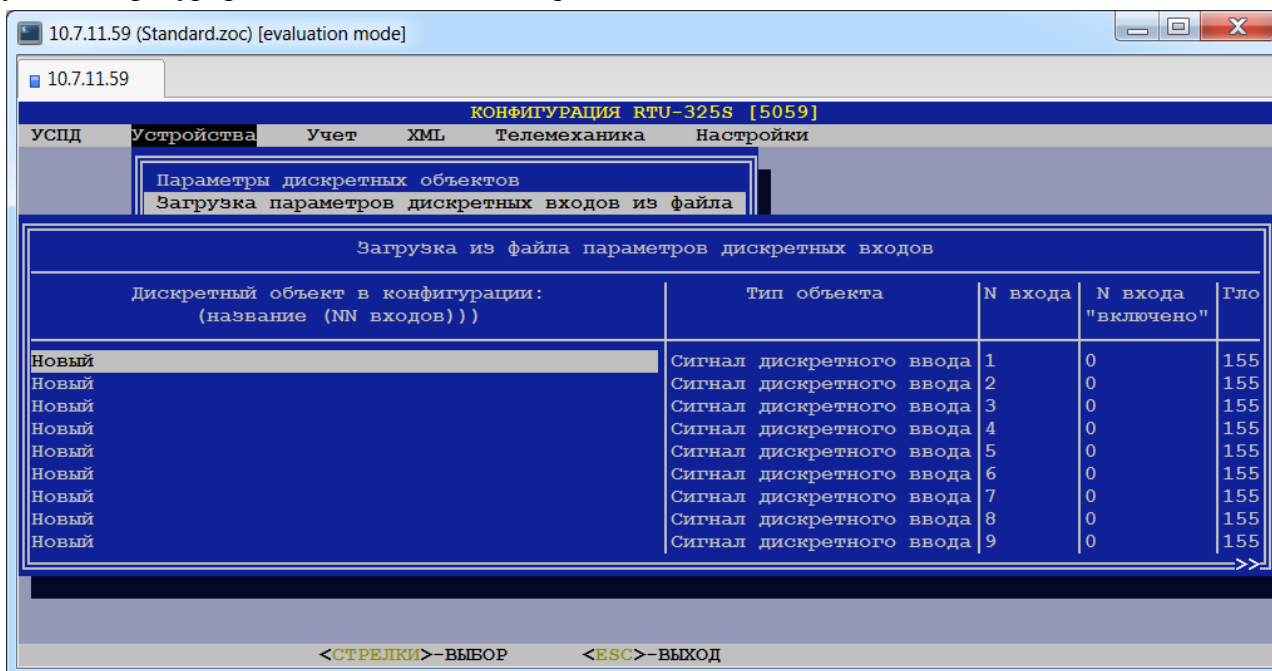 10.7.11.59 (Standard.zoc) [evaluation mode]
10.7.11.59
КОНФИГУРАЦИЯ RTU-325S [5059]
УСПД Устройства Учет XML Телемеханика Настройки
Параметры дискретных объектов
Загрузка параметров дискретных входов из файла
Загрузка из файла параметров дискретных входов
Дискретный объект в конфигурации: Тип объекта N входа N входа Гло
(название (NN входов))) "включено"
Новый Сигнал дискретного ввода 1 0 155
Новый Сигнал дискретного ввода 2 0 155
Новый Сигнал дискретного ввода 3 0 155
Новый Сигнал дискретного ввода 4 0 155
Новый Сигнал дискретного ввода 5 0 155
Новый Сигнал дискретного ввода 6 0 155
Новый Сигнал дискретного ввода 7 0 155
Новый Сигнал дискретного ввода 8 0 155
Новый Сигнал дискретного ввода 9 0 155
>>
<СТРЕЛКИ>-ВЫБОР <ESC>-ВЫХОД